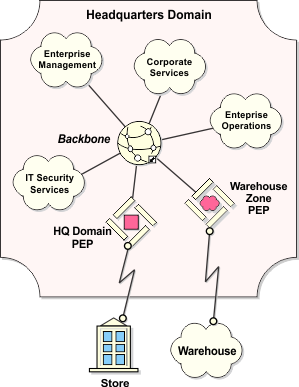 Headquarters Domain
Enterprise
Management
Corporate
Services
Enteprise
Operations
Backbone
IT Security
Services
Warehouse
Zone
PEP
HQ Domain
PEP
Store
Warehouse